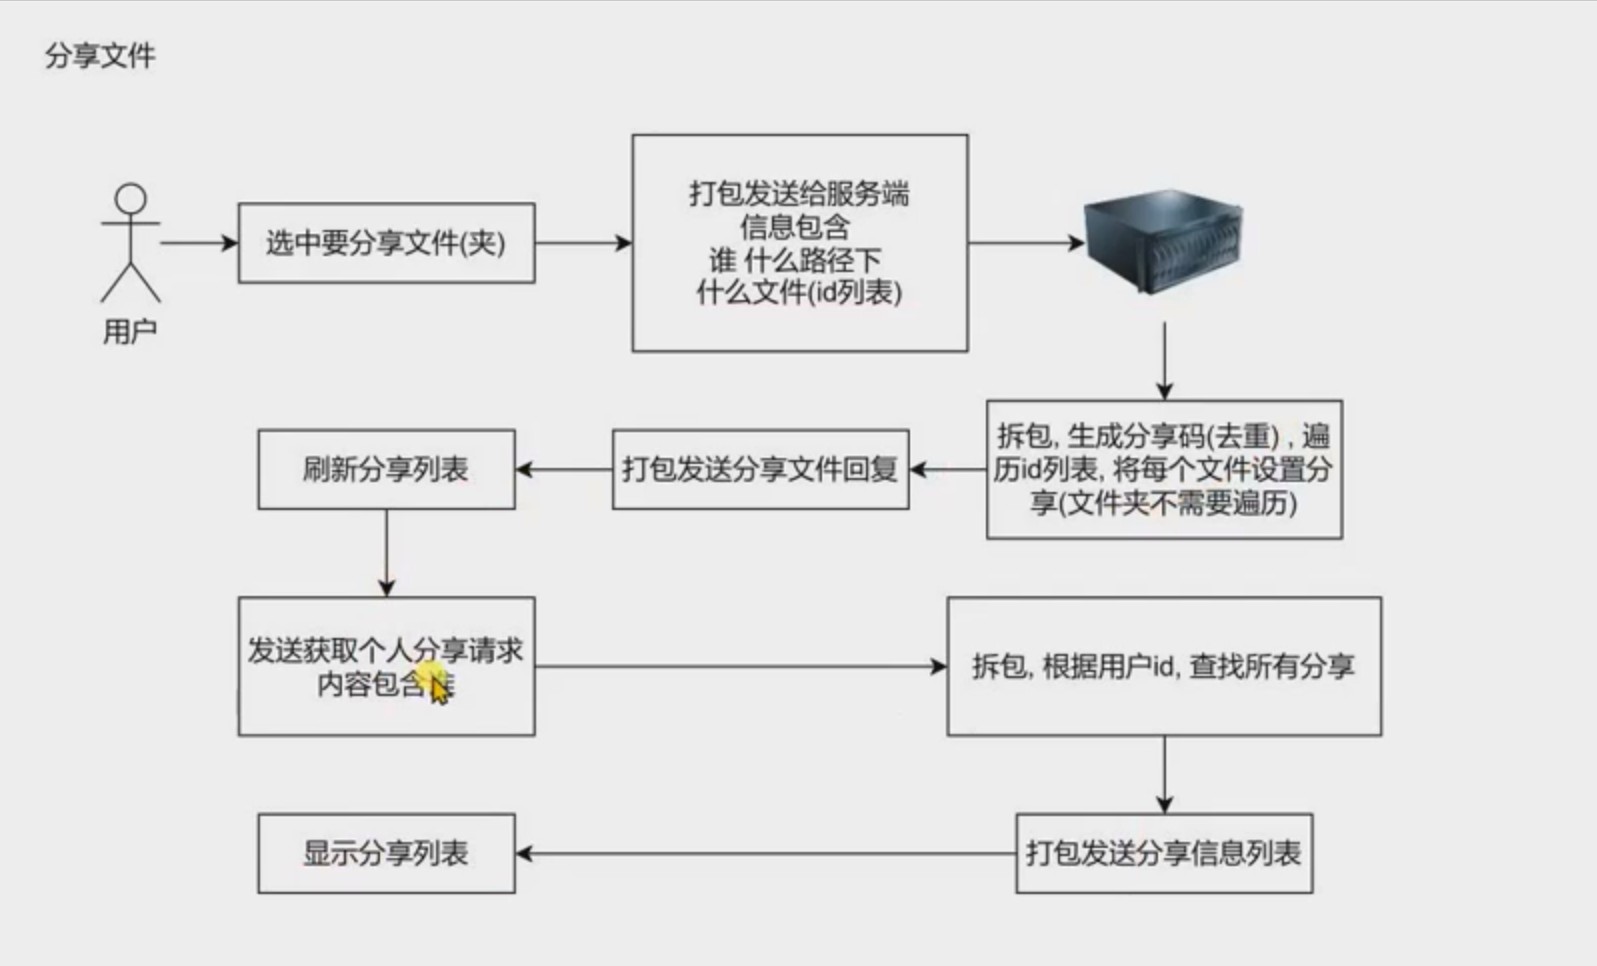 分享文件
选中要分享文件(夹)
打包发送给服务端
信息包含
谁 什么路径下
什么文件(id列表)
用户
拆包, 生成分享码(去重) , 遍
历id列表, 将每个文件设置分
享(文件夹不需要遍历)
打包发送分享文件回复
刷新分享列表
发送获取个人分享请求
内容包含
拆包, 根据用户id, 查找所有分享
打包发送分享信息列表
显示分享列表